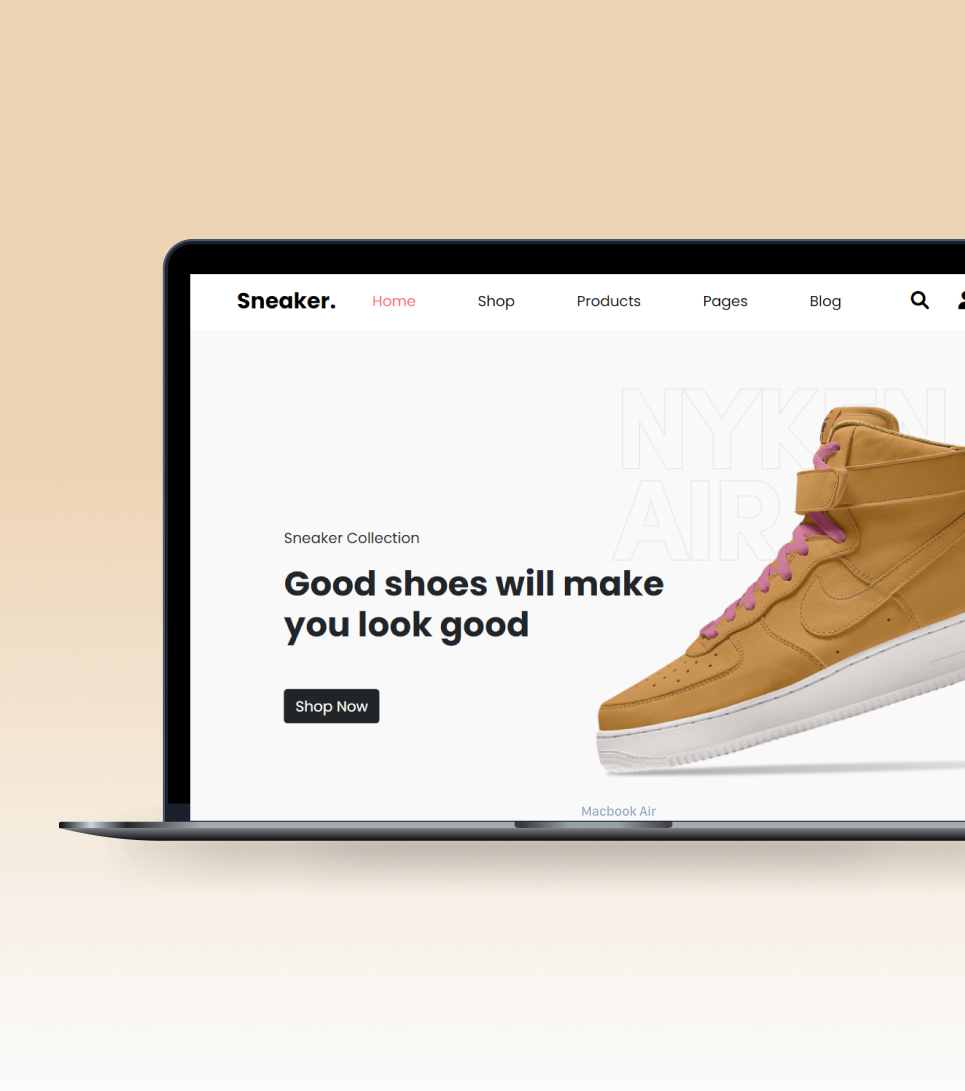 Sneaker. Home Shop Products Pages Blog
NYKEN
AIR
Sneaker Collection
Good shoes will make
you look good
Shop Now
Macbook Air